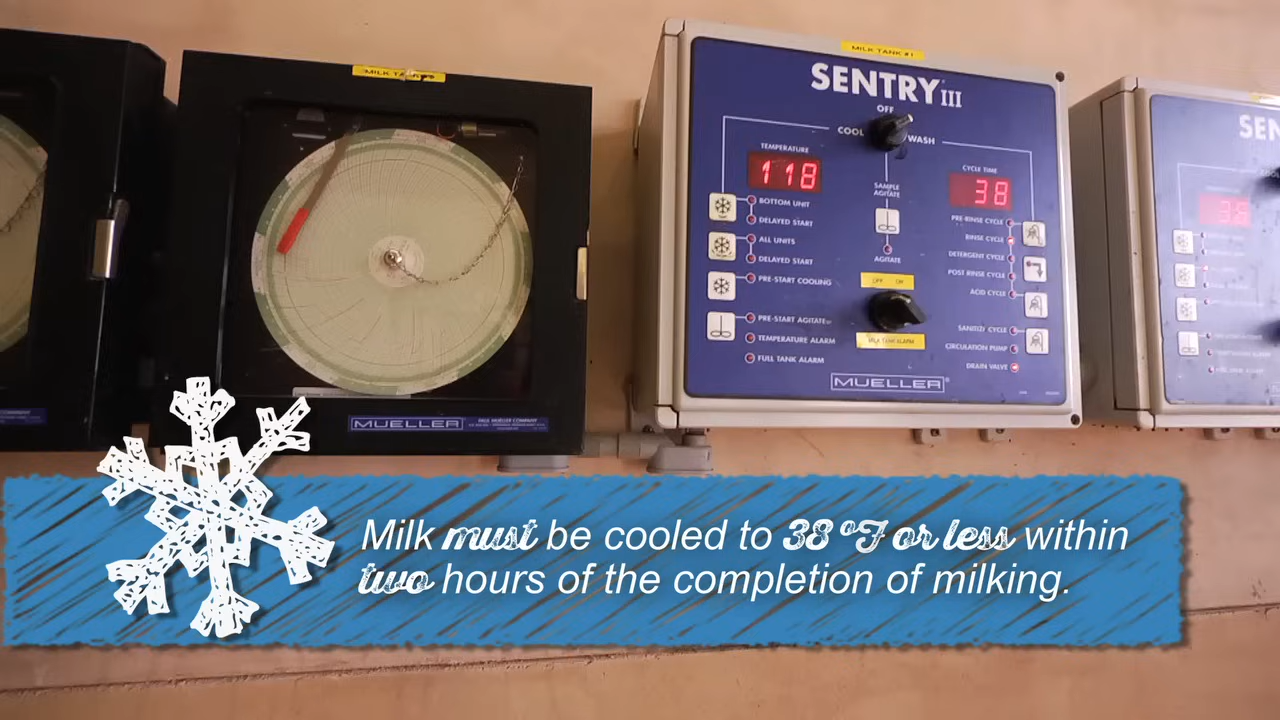 MILK TANK
MUELLER
PAUL MUELLER COMPANY
MILK TANK #1
SENTRY III
OFF
COOL
WASH
TEMPERATURE
118
CYCLE TIME
38
SAMPLE
AGITATE
AGITATE
BOTTOM UNIT
DELAYED START
ALL UNITS
DELAYED START
PRE-START COOLING
PRE-START AGITATE
TEMPERATURE ALARM
FULL TANK ALARM
OFF ON
MILK TANK ALARM
PRE-RINSE CYCLE
RINSE CYCLE
DETERGENT CYCLE
POST RINSE CYCLE
ACID CYCLE
SANITIZE CYCLE
CIRCULATION PUMP
DRAIN VALVE
MUELLER®
SEN
Milk must be cooled to 38 °F or less within
two hours of the completion of milking.